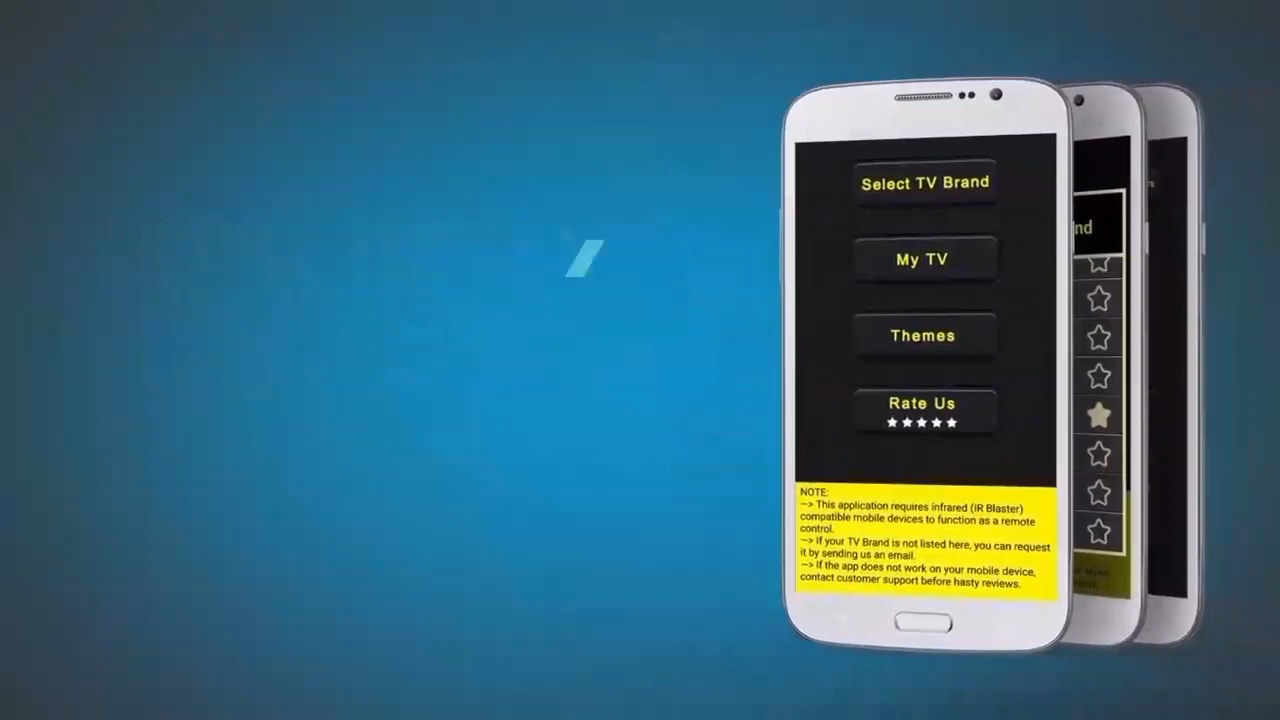 Select TV Brand
My TV
Themes
Rate Us
NOTE:
--> This application requires infrared (IR Blaster)
compatible mobile devices to function as a remote
control.
--> If your TV Brand is not listed here, you can request
it by sending us an email.
--> If the app does not work on your mobile device,
contact customer support before hasty reviews.
nd